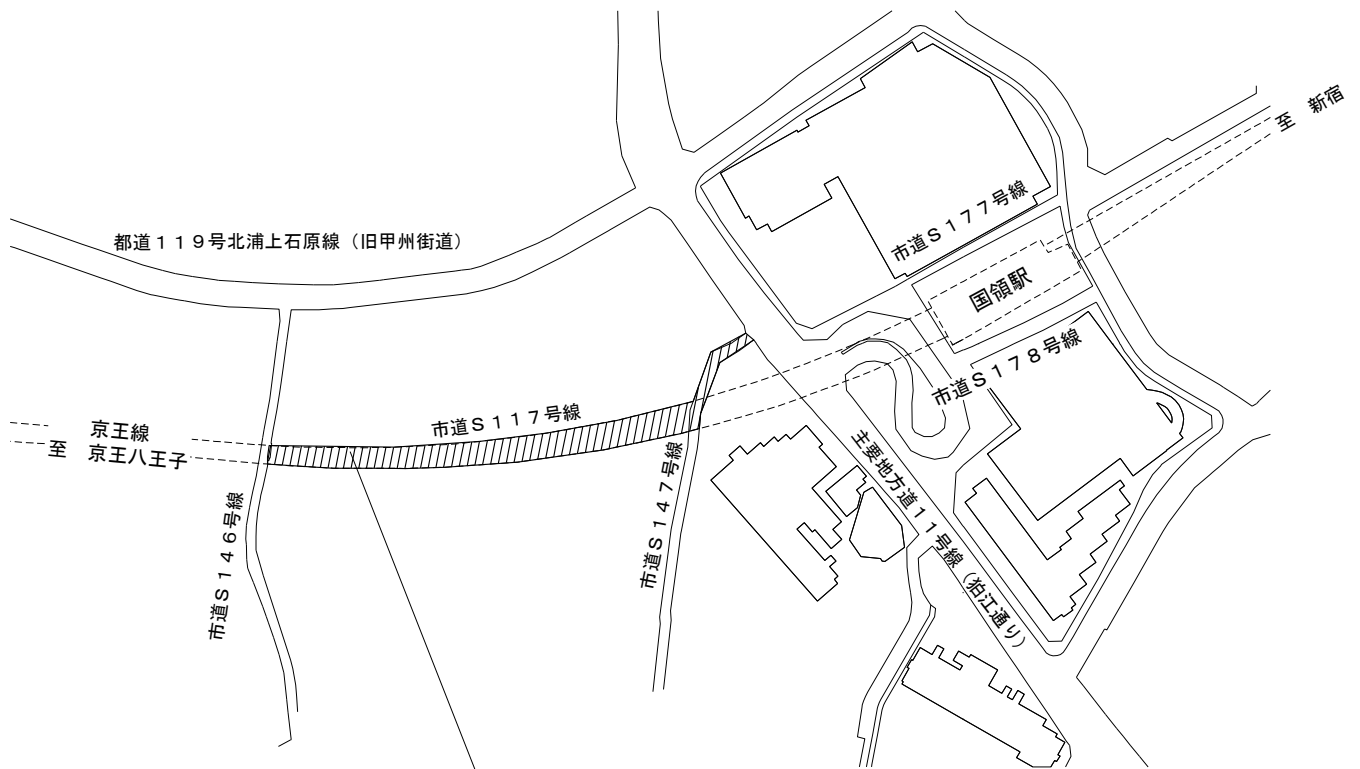 至　新宿
市道Ｓ１７７号線
都道１１９号北浦上石原線（旧甲州街道）
国領駅
市道Ｓ１７８号線
市道Ｓ１１７号線
京王線
至　京王八王子
主要地方道１１号線（狛江通り）
市道Ｓ１４７号線
市道Ｓ１４６号線